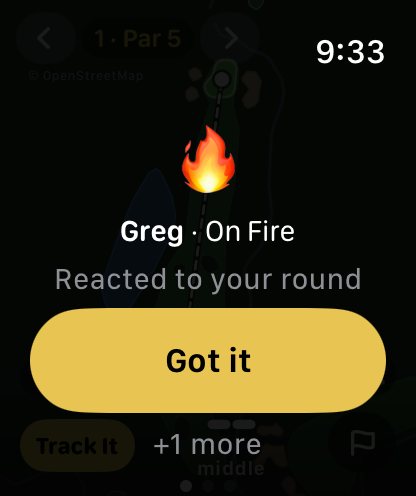 1 · Par 5
9:33
© OpenStreetMap
Greg · On Fire
Reacted to your round
Got it
Track It
+1 more
middle